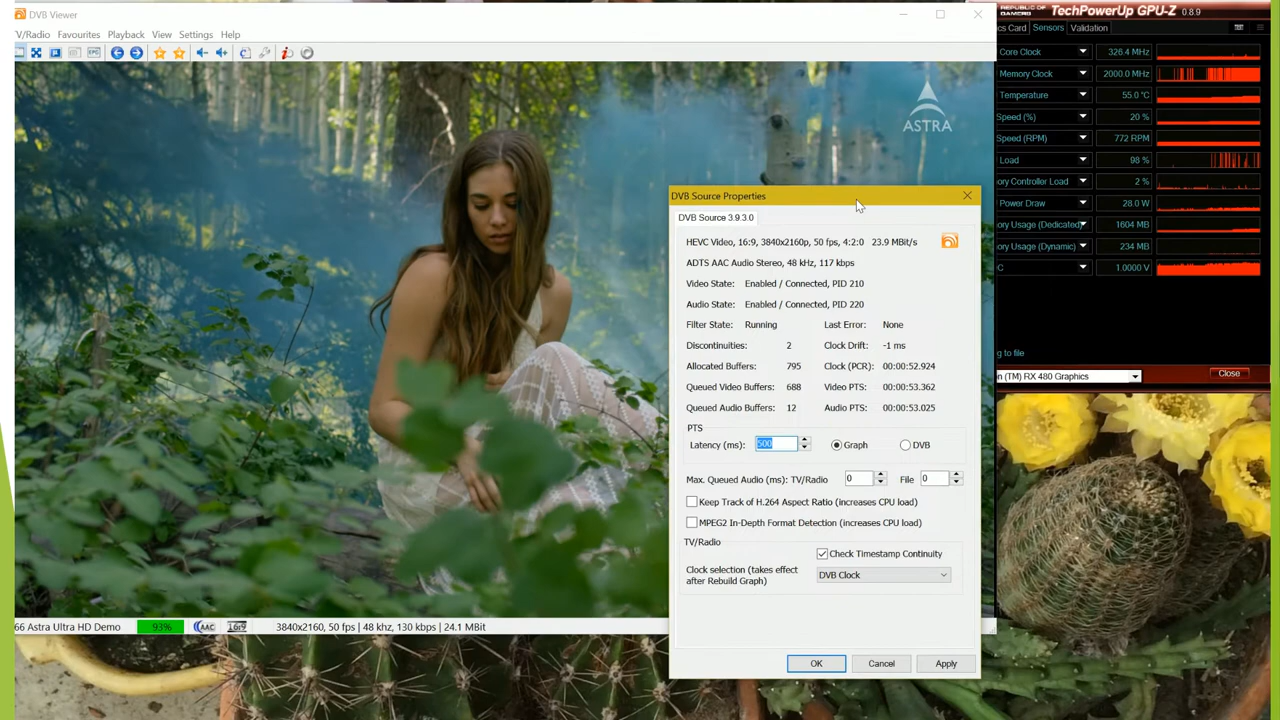 DVB Viewer
V/Radio Favourites Playback View Settings Help
EPG
ASTRA
66 Astra Ultra HD Demo 93% AAC 16:9 3840x2160, 50 fps | 48 khz, 130 kbps | 24.1 MBit
DVB Source Properties
DVB Source 3.9.3.0
HEVC Video, 16:9, 3840x2160p, 50 fps, 4:2:0 23.9 MBit/s
ADTS AAC Audio Stereo, 48 kHz, 117 kbps
Video State: Enabled / Connected, PID 210
Audio State: Enabled / Connected, PID 220
Filter State: Running Last Error: None
Discontinuities: 2 Clock Drift: -1 ms
Allocated Buffers: 795 Clock (PCR): 00:00:52.924
Queued Video Buffers: 688 Video PTS: 00:00:53.362
Queued Audio Buffers: 12 Audio PTS: 00:00:53.025
PTS
Latency (ms): 500 Graph DVB
Max. Queued Audio (ms): TV/Radio 0 File 0
Keep Track of H.264 Aspect Ratio (increases CPU load)
MPEG2 In-Depth Format Detection (increases CPU load)
TV/Radio
Check Timestamp Continuity
Clock selection (takes effect
after Rebuild Graph) DVB Clock
OK Cancel Apply
REPUBLIC OF
GAMERS
TechPowerUp GPU-Z 0.8.9
cs Card Sensors Validation
Core Clock 326.4 MHz
Memory Clock 2000.0 MHz
Temperature 55.0 °C
Speed (%) 20 %
Speed (RPM) 772 RPM
Load 98 %
ory Controller Load 2 %
Power Draw 28.0 W
ory Usage (Dedicated) 1604 MB
ory Usage (Dynamic) 234 MB
C 1.0000 V
g to file
n (TM) RX 480 Graphics Close